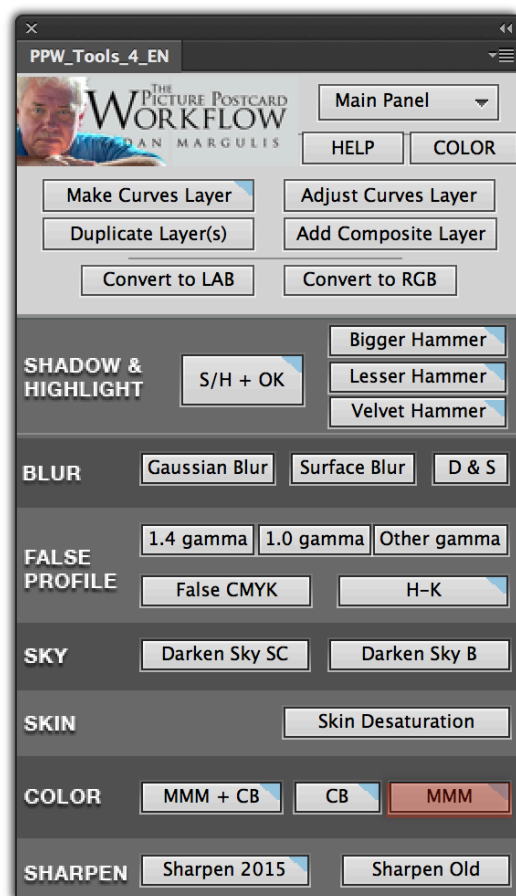 PPW_Tools_4_EN
THE
PICTURE POSTCARD
WORKFLOW
DAN MARGULIS
Main Panel
HELP
COLOR
Make Curves Layer
Adjust Curves Layer
Duplicate Layer(s)
Add Composite Layer
Convert to LAB
Convert to RGB
SHADOW &
HIGHLIGHT
S/H + OK
Bigger Hammer
Lesser Hammer
Velvet Hammer
BLUR
Gaussian Blur
Surface Blur
D & S
FALSE
PROFILE
1.4 gamma
1.0 gamma
Other gamma
False CMYK
H-K
SKY
Darken Sky SC
Darken Sky B
SKIN
Skin Desaturation
COLOR
MMM + CB
CB
MMM
SHARPEN
Sharpen 2015
Sharpen Old